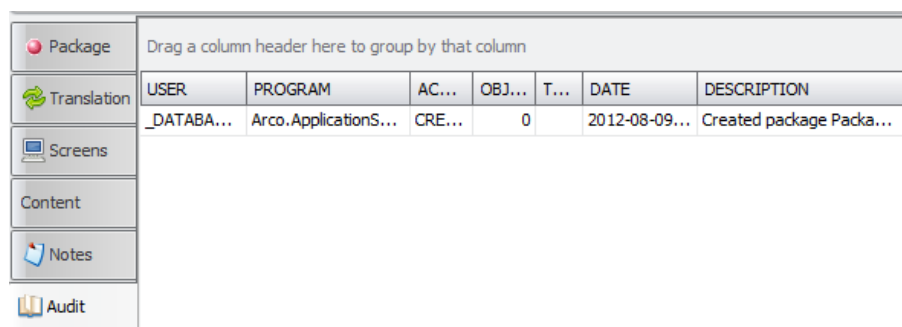 Package
Translation
Screens
Content
Notes
Audit
Drag a column header here to group by that column
USER PROGRAM AC... OBJ... T... DATE DESCRIPTION
_DATABA... Arco.ApplicationS... CRE... 0 2012-08-09... Created package Packa...